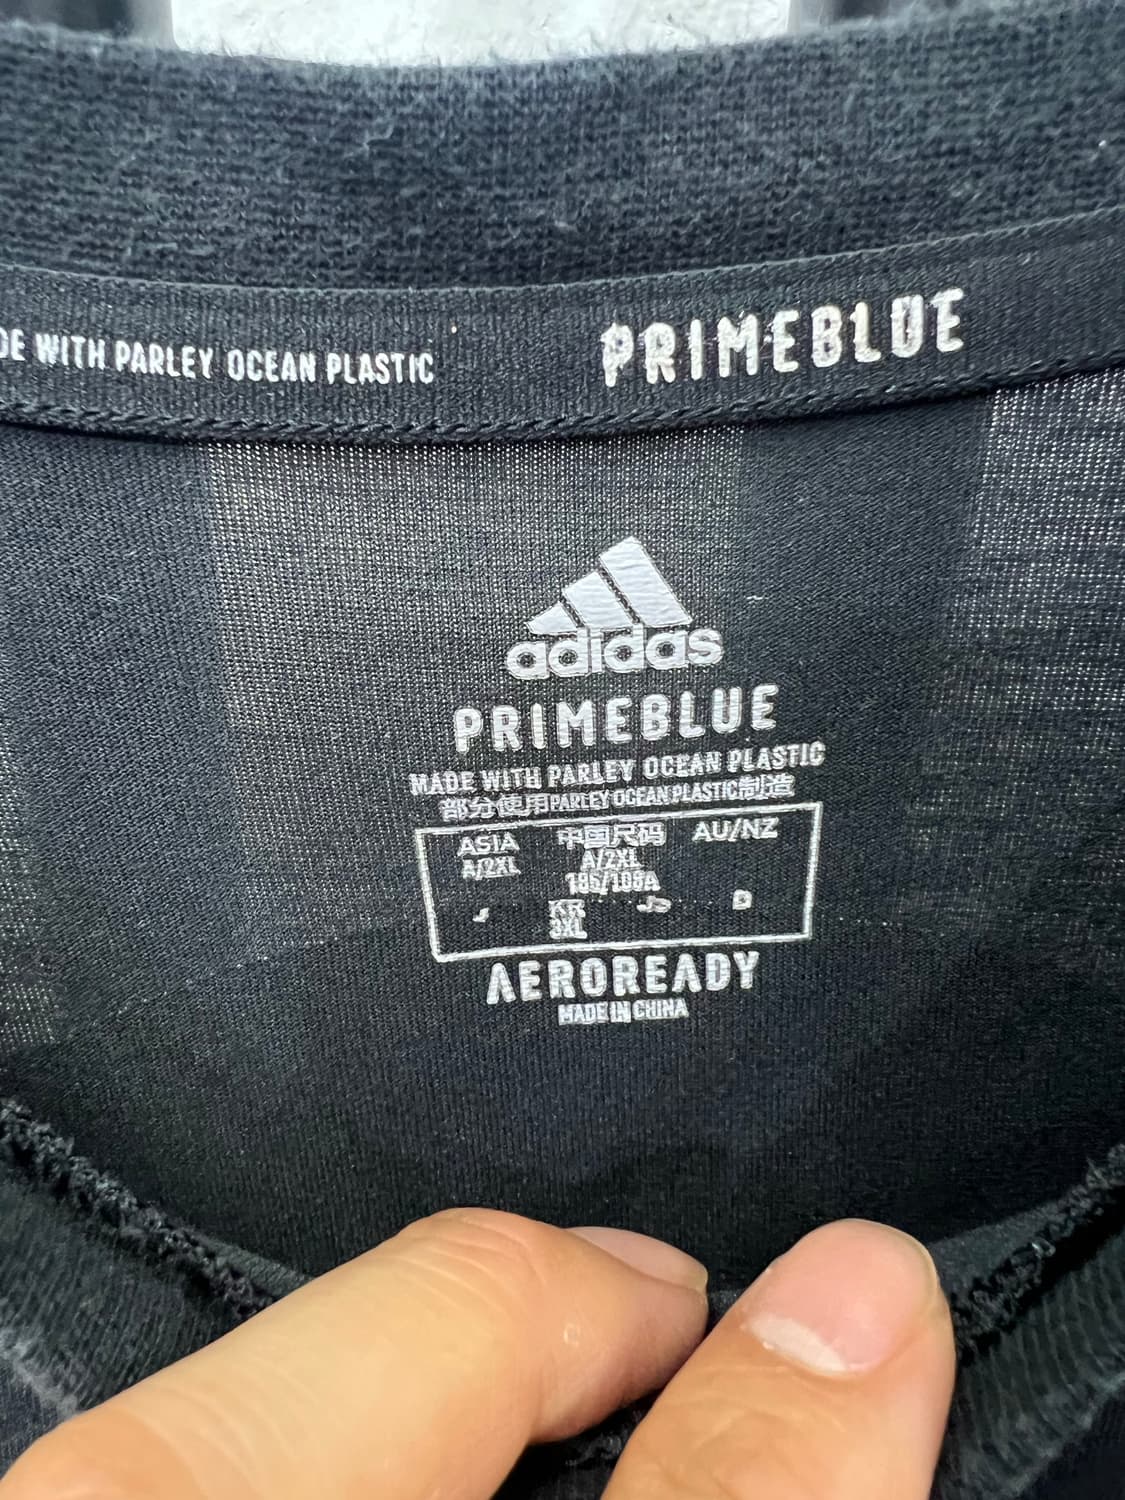 DE WITH PARLEY OCEAN PLASTIC
PRIMEBLUE
adidas
PRIMEBLUE
MADE WITH PARLEY OCEAN PLASTIC
部分使用PARLEY OCEAN PLASTIC制造
ASIA 中国尺码 AU/NZ
A/2XL A/2XL
185/108A
J KR D
3XL
AEROREADY
MADE IN CHINA